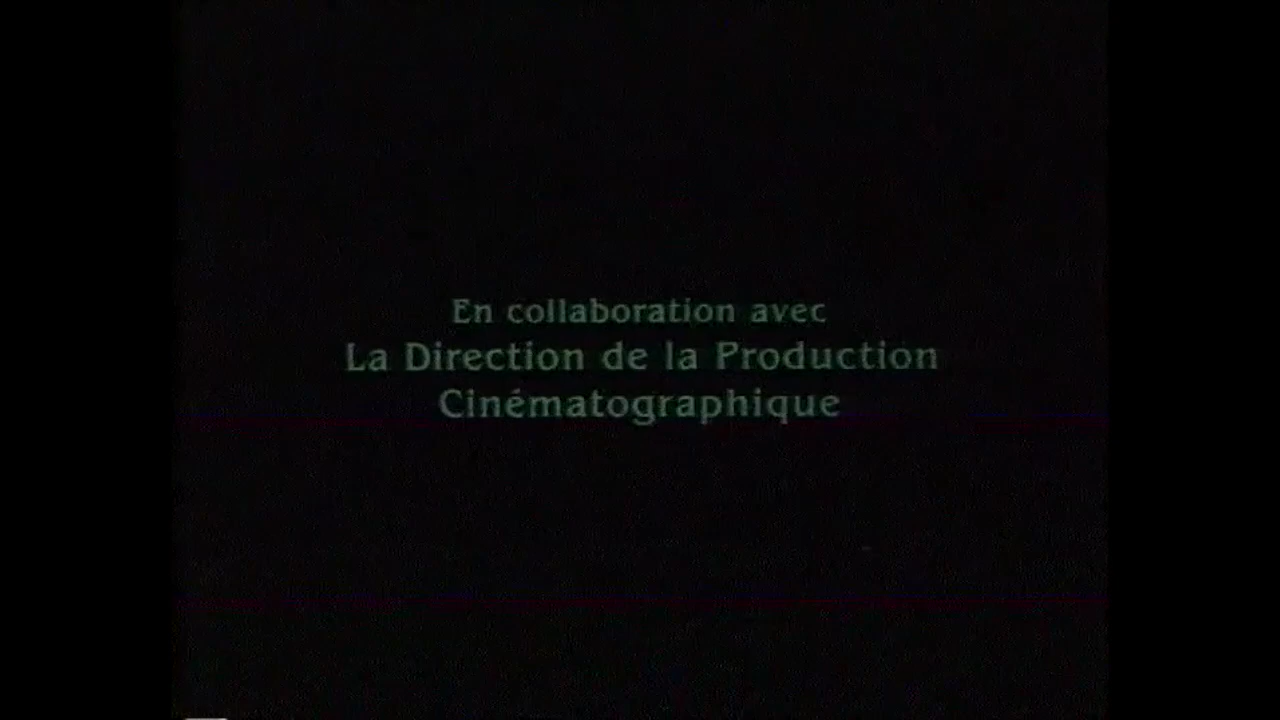 En collaboration avec
La Direction de la Production
Cinématographique